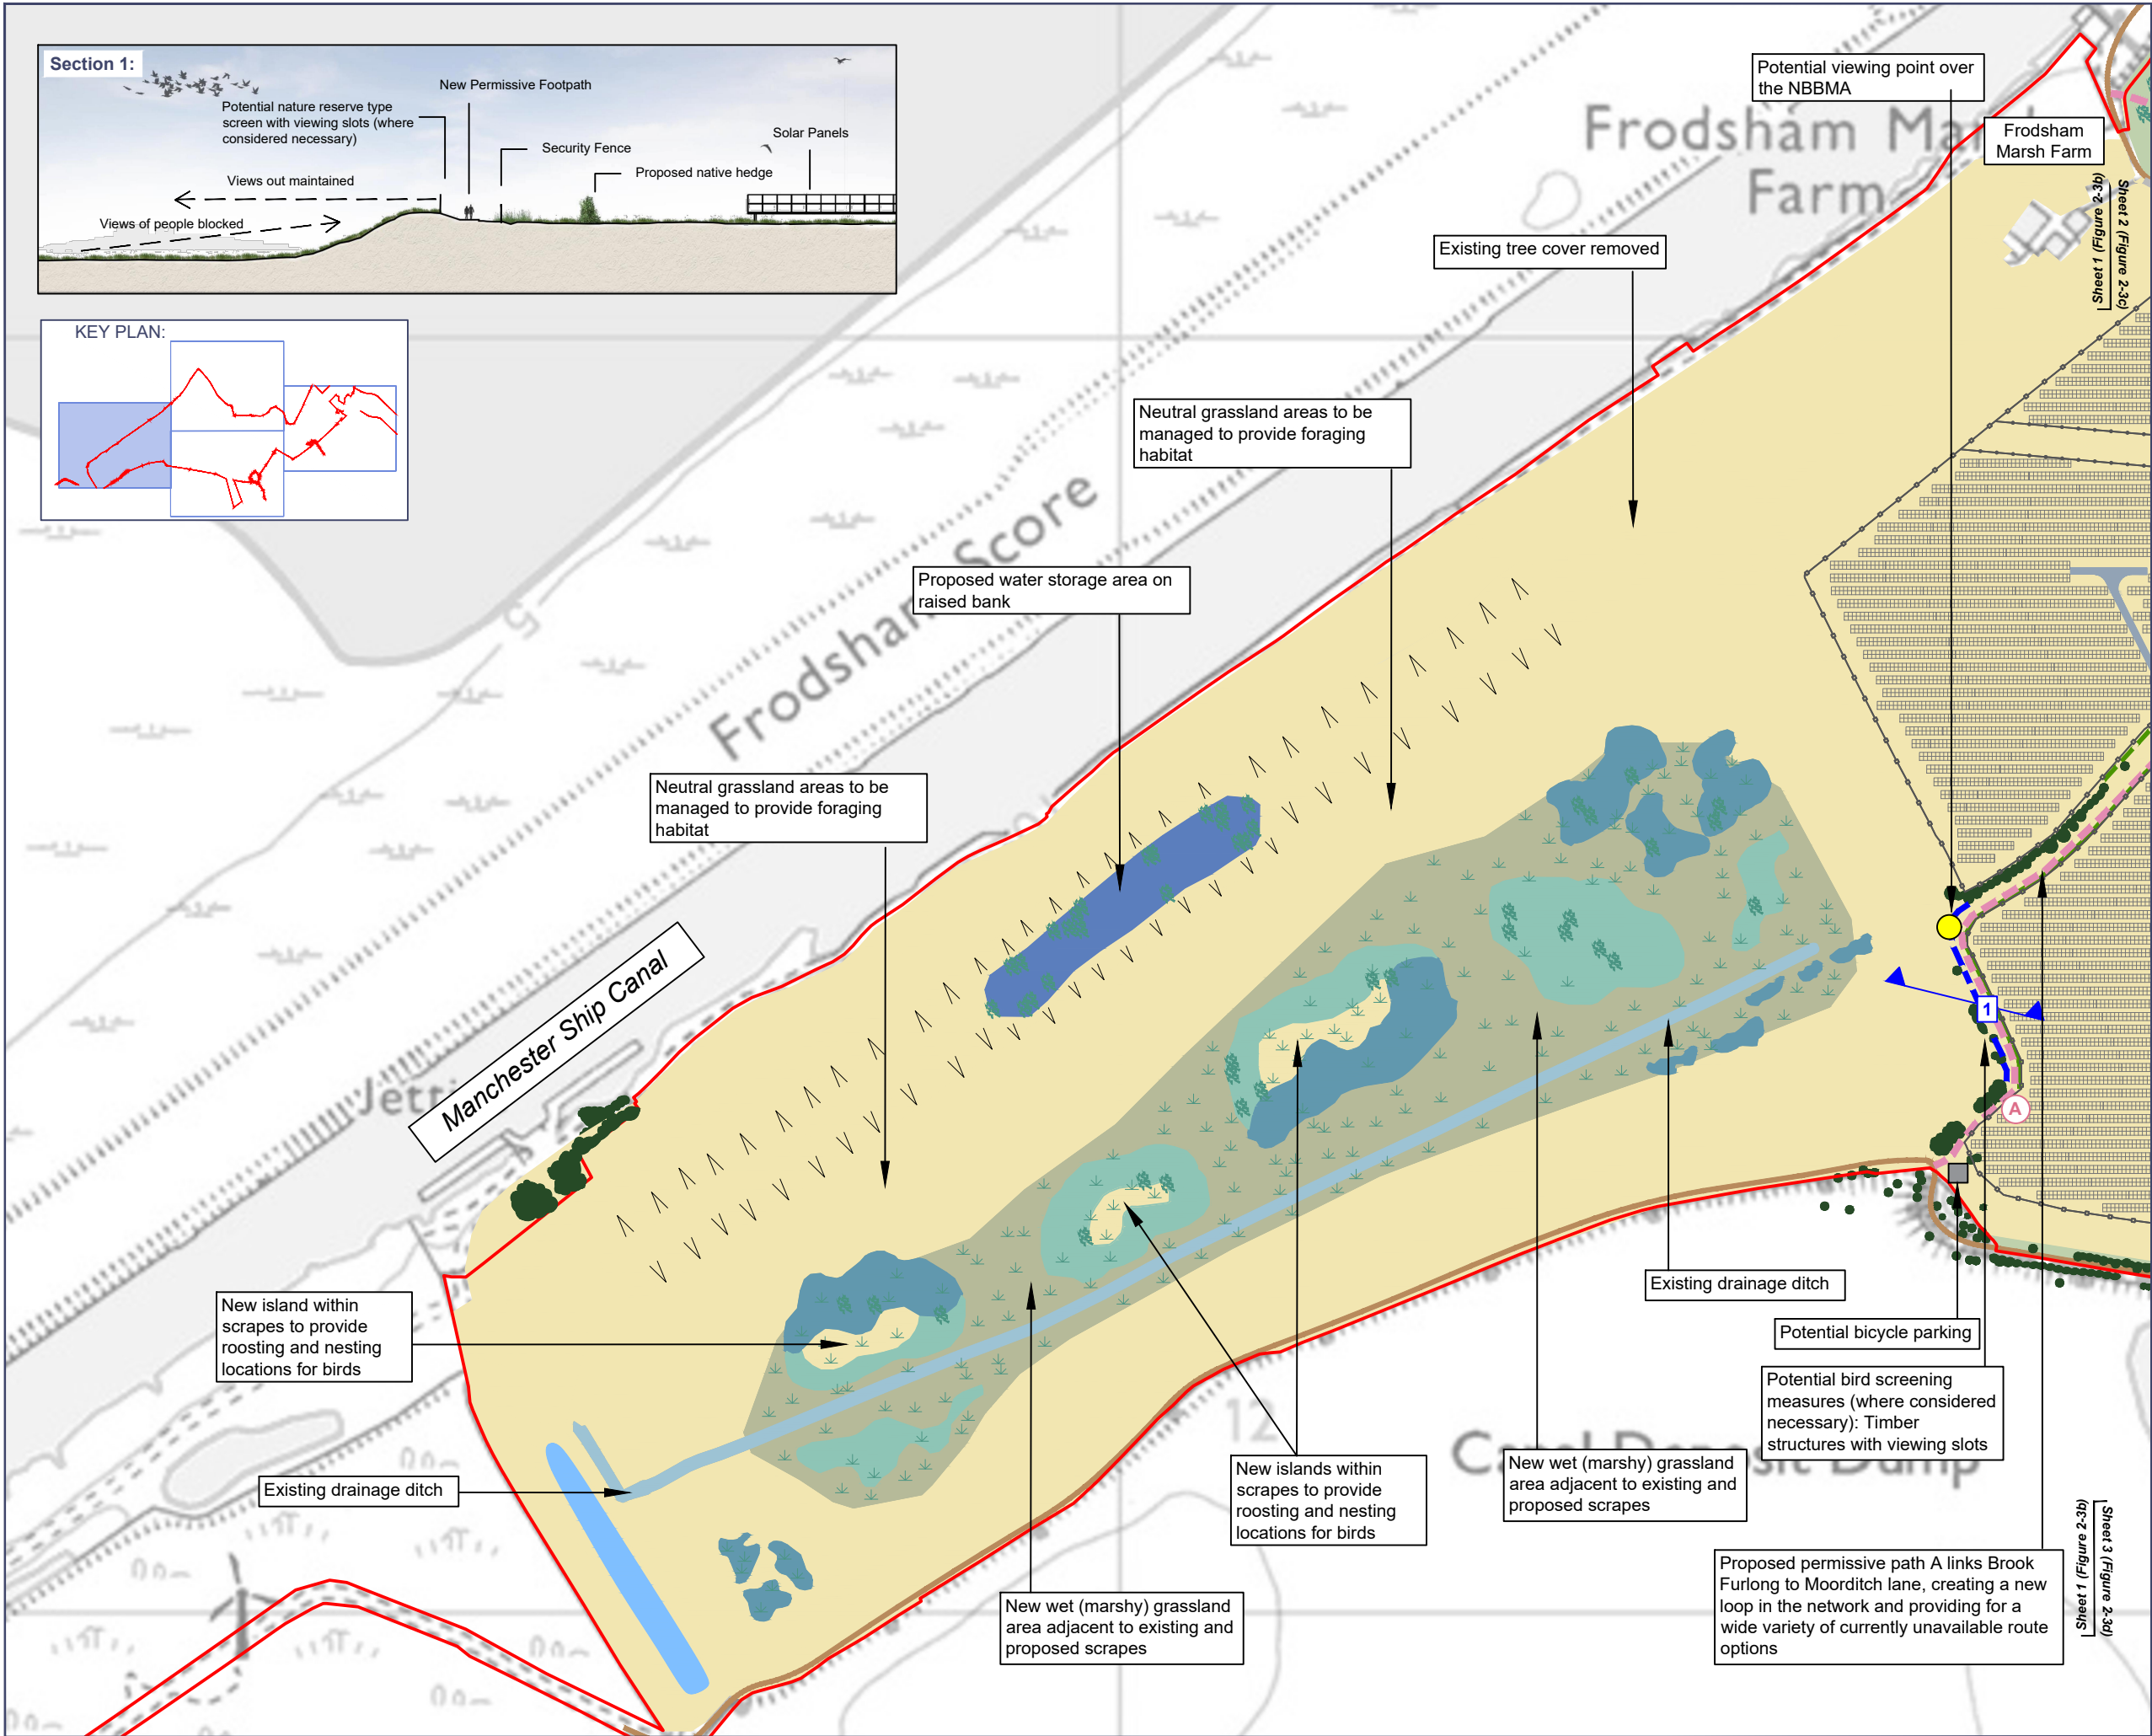 Section 1:
New Permissive Footpath
Potential nature reserve type
screen with viewing slots (where
considered necessary)
Solar Panels
Security Fence
Proposed native hedge
Views out maintained
Views of people blocked
KEY PLAN:
Potential viewing point over
the NBBMA
Frodsham
Marsh Farm
Farm
Sheet 1 (Figure 2-3b)
Sheet 2 (Figure 2-3c)
Existing tree cover removed
Neutral grassland areas to be
managed to provide foraging
habitat
Frodsham Score
Proposed water storage area on
raised bank
5
Neutral grassland areas to be
managed to provide foraging
habitat
Manchester Ship Canal
1
A
Existing drainage ditch
New island within
scrapes to provide
roosting and nesting
locations for birds
Potential bicycle parking
Potential bird screening
measures (where considered
necessary): Timber
structures with viewing slots
12
New wet (marshy) grassland
area adjacent to existing and
proposed scrapes
New islands within
scrapes to provide
roosting and nesting
locations for birds
Existing drainage ditch
Proposed permissive path A links Brook
Furlong to Moorditch lane, creating a new
loop in the network and providing for a
wide variety of currently unavailable route
options
New wet (marshy) grassland
area adjacent to existing and
proposed scrapes
Sheet 1 (Figure 2-3b)
Sheet 3 (Figure 2-3d)